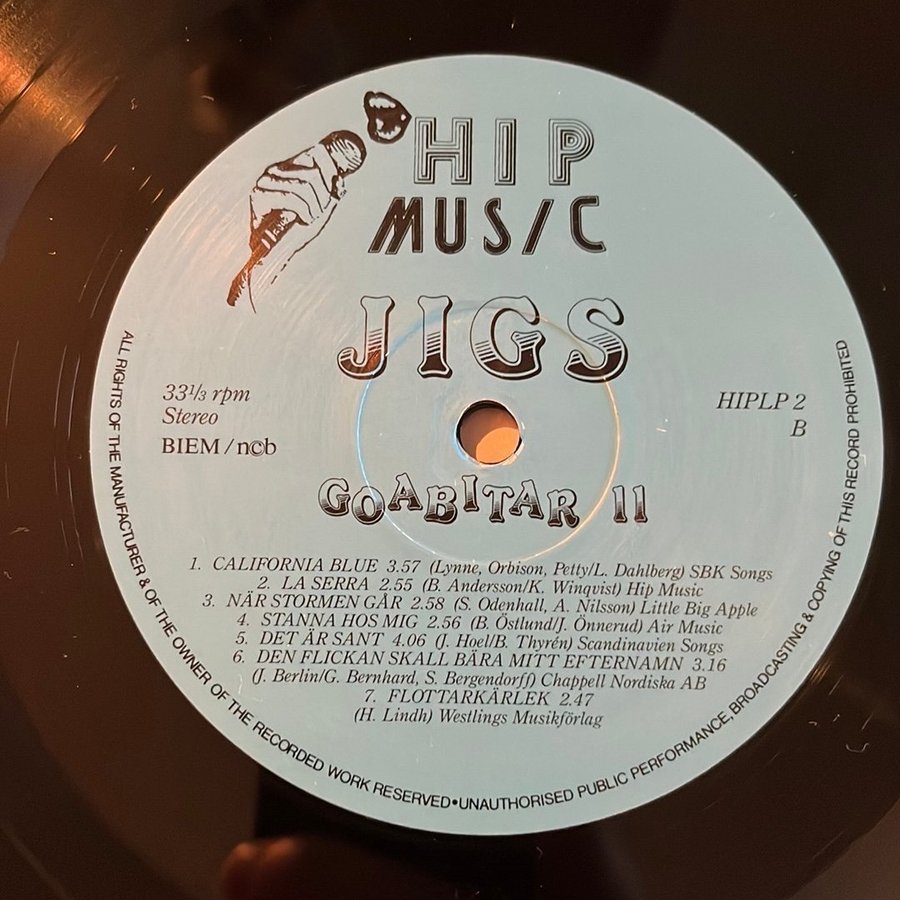 HIP
MUSIC
JIGS
33⅓ rpm
Stereo
BIEM/n©b
HIPLP 2
B
GOABITAR 11
1. CALIFORNIA BLUE 3.57 (Lynne, Orbison, Petty/L. Dahlberg) SBK Songs
2. LA SERRA 2.55 (B. Andersson/K. Winqvist) Hip Music
3. NÄR STORMEN GÅR 2.58 (S. Odenhall, A. Nilsson) Little Big Apple
4. STANNA HOS MIG 2.56 (B. Östlund/J. Önnerud) Air Music
5. DET ÄR SANT 4.06 (J. Hoel/B. Thyrén) Scandinavien Songs
6. DEN FLICKAN SKALL BÄRA MITT EFTERNAMN 3.16
(J. Berlin/G. Bernhard, S. Bergendorff) Chappell Nordiska AB
7. FLOTTARKÄRLEK 2.47
(H. Lindh) Westlings Musikförlag
ALL RIGHTS OF THE MANUFACTURER & OF THE OWNER OF THE RECORDED WORK RESERVED•UNAUTHORISED PUBLIC PERFORMANCE, BROADCASTING & COPYING OF THIS RECORD PROHIBITED